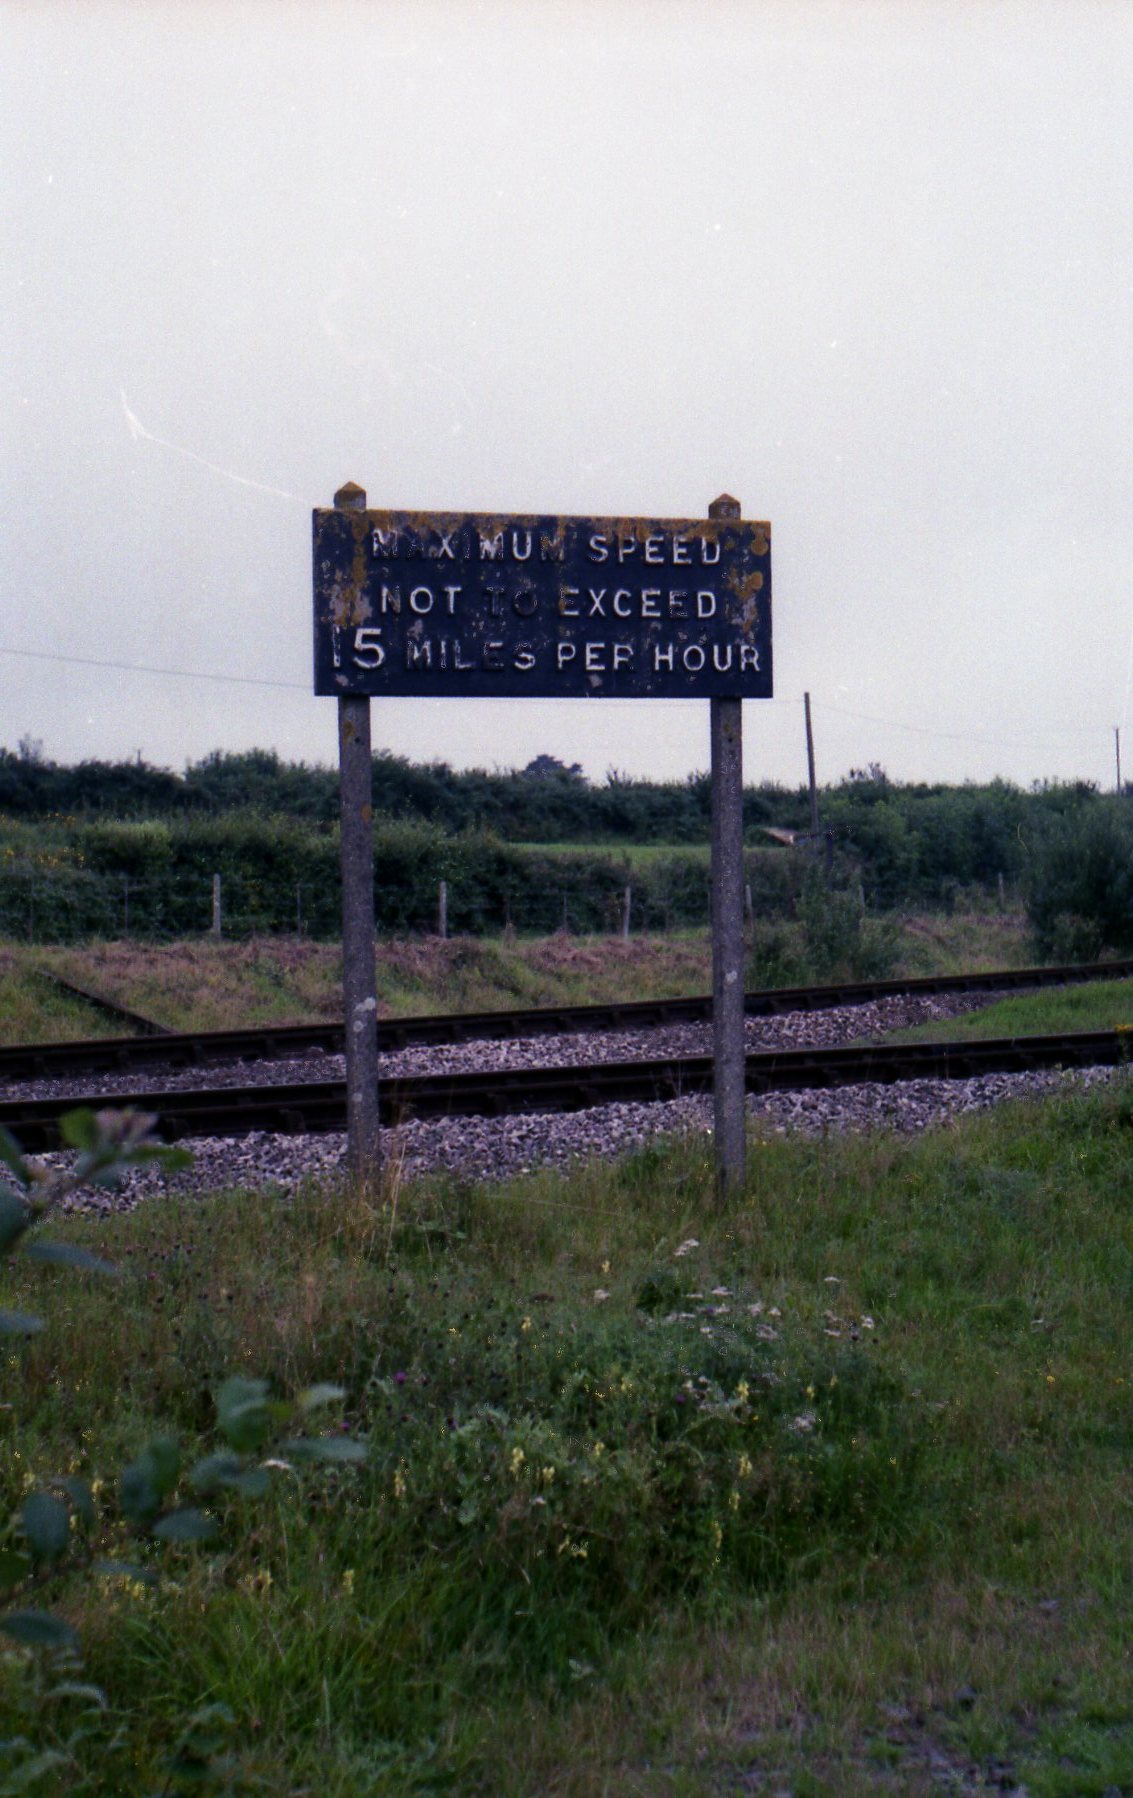 MAXIMUM SPEED
NOT TO EXCEED
15 MILES PER HOUR